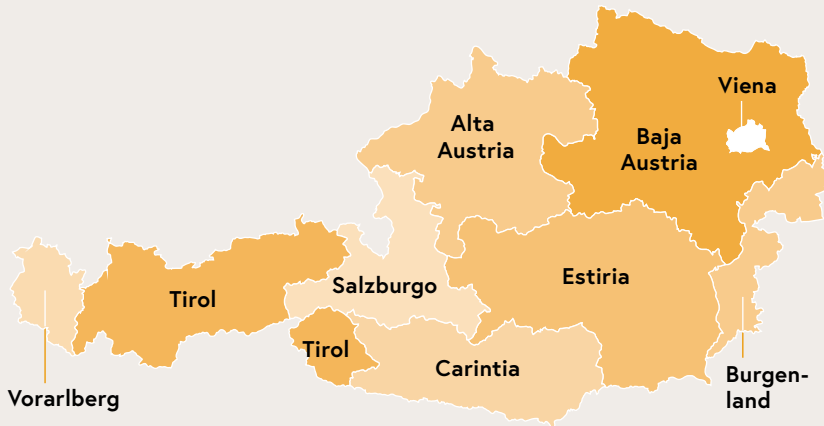 Viena
Alta
Austria
Baja
Austria
Estiria
Salzburgo
Tirol
Tirol
Carintia
Vorarlberg
Burgen-
land